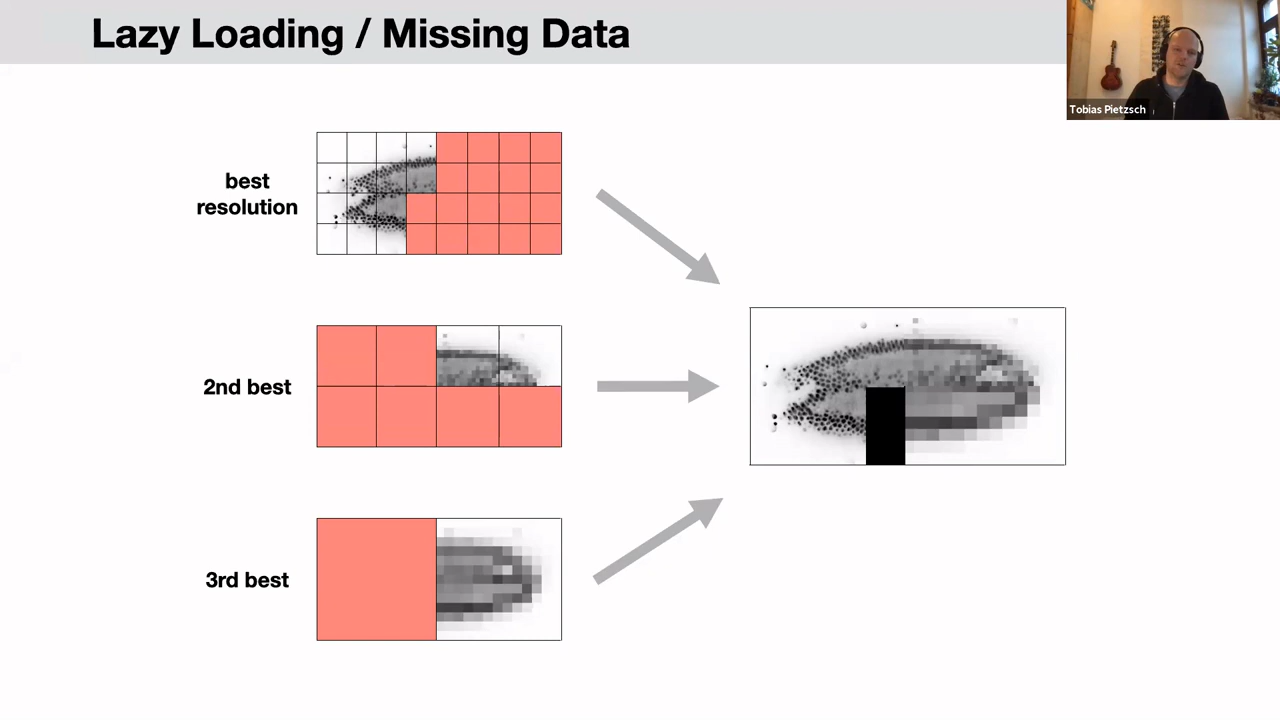 Lazy Loading / Missing Data
Tobias Pietzsch
best
resolution
2nd best
3rd best